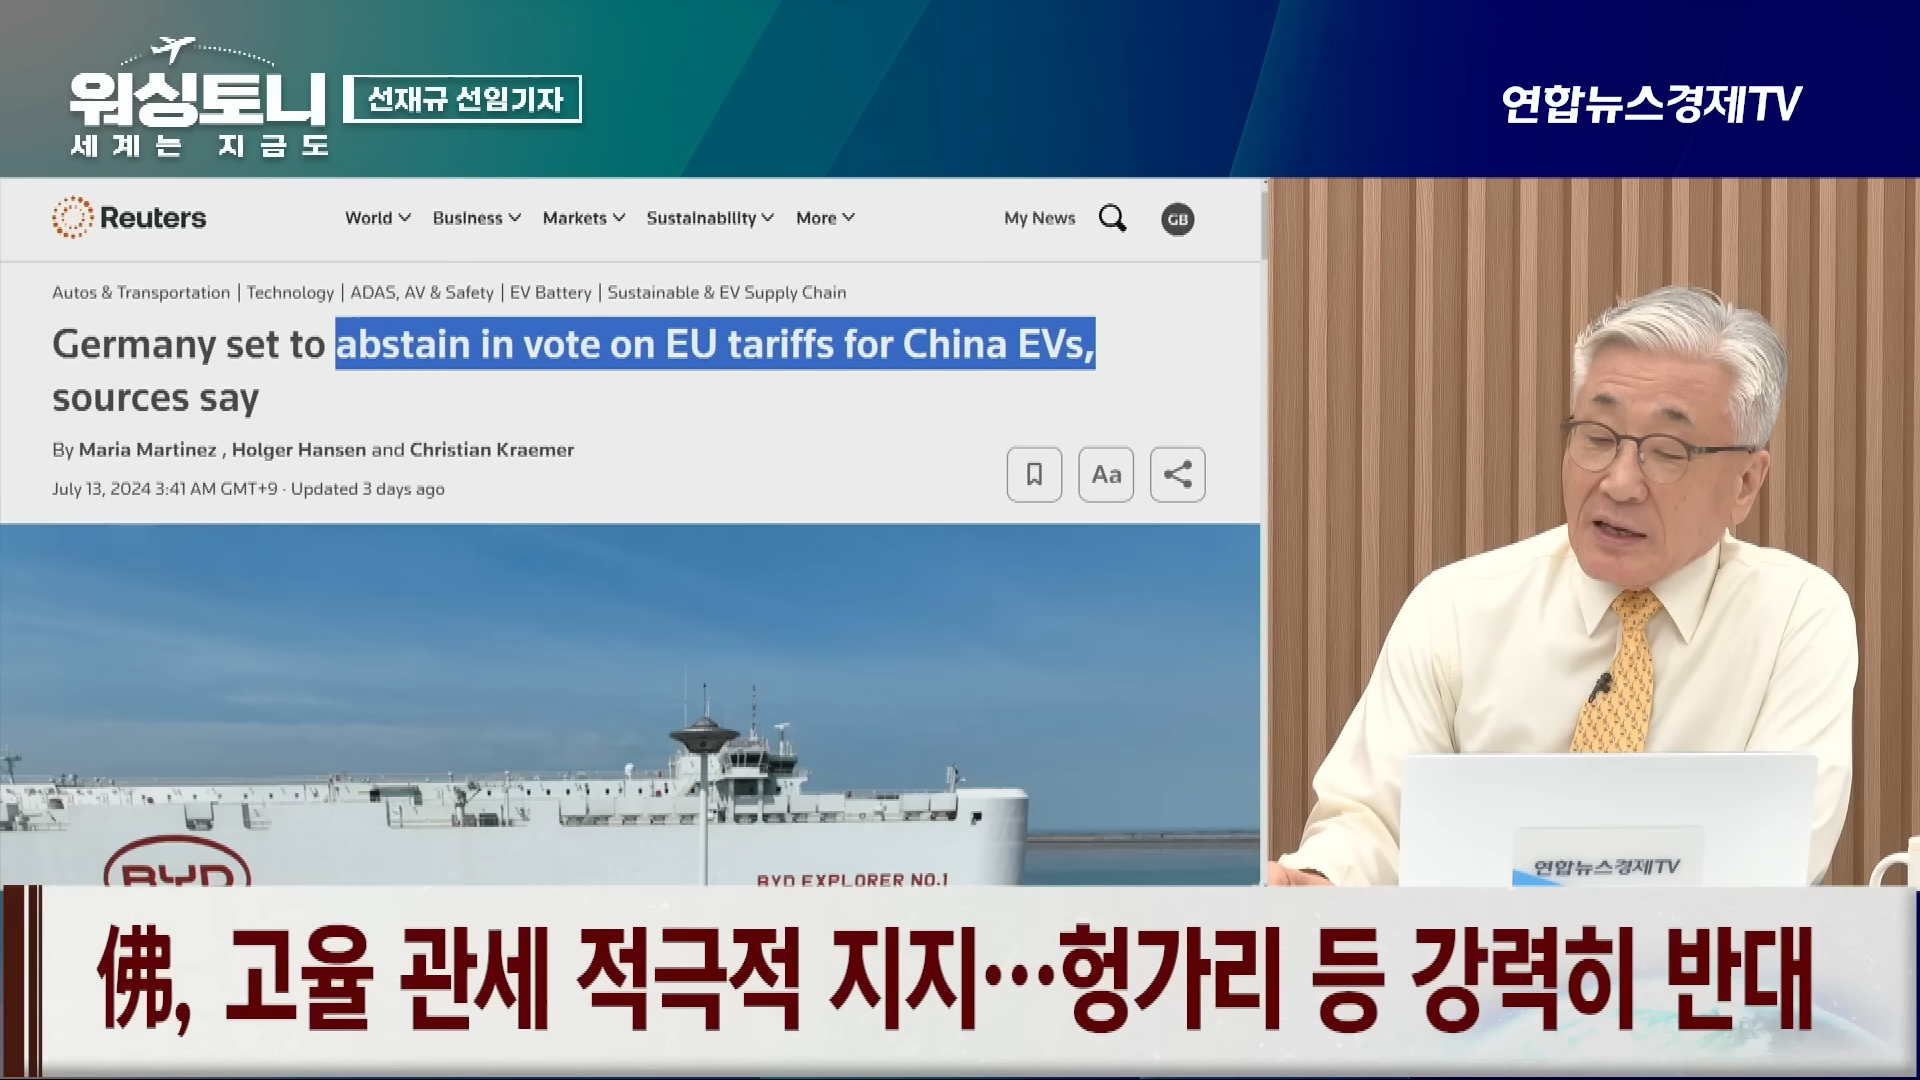 워싱토니
세계는 지금도
선재규 선임기자
연합뉴스경제TV
Reuters
World Business Markets Sustainability More My News GB
Autos & Transportation | Technology | ADAS, AV & Safety | EV Battery | Sustainable & EV Supply Chain
Germany set to abstain in vote on EU tariffs for China EVs,
sources say
By Maria Martinez , Holger Hansen and Christian Kraemer
July 13, 2024 3:41 AM GMT+9 · Updated 3 days ago
Aa
BYD
BYD EXPLORER NO.1
연합뉴스경제TV
佛, 고율 관세 적극적 지지…헝가리 등 강력히 반대